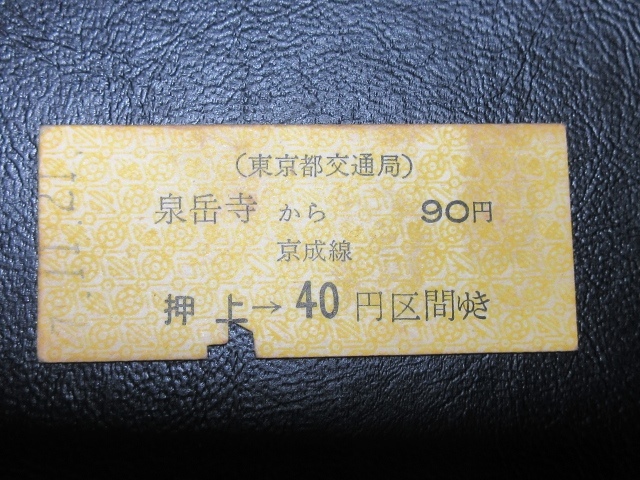 (東京都交通局)
泉岳寺 から 90円
京成線
押上→40円区間ゆき